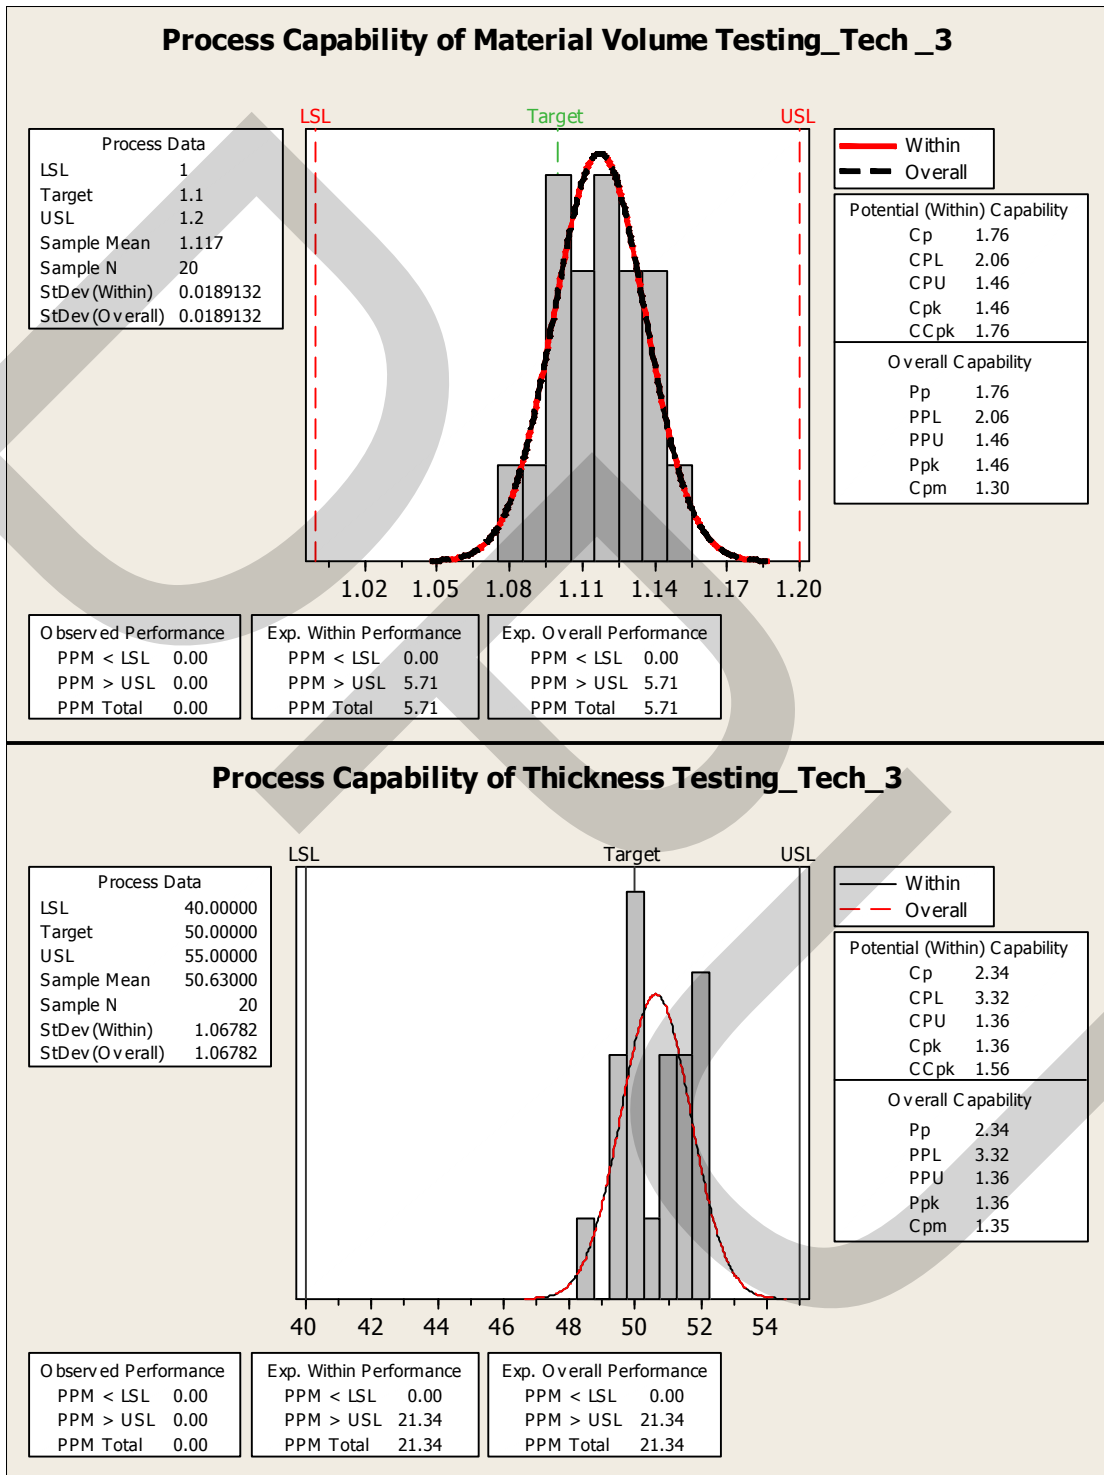 Process Capability of Material Volume Testing_Tech _3
LSL Target USL
Process Data
LSL 1
Target 1.1
USL 1.2
Sample Mean 1.117
Sample N 20
StDev(Within) 0.0189132
StDev(Overall) 0.0189132
Within
Overall
Potential (Within) Capability
Cp 1.76
CPL 2.06
CPU 1.46
Cpk 1.46
CCpk 1.76
Overall Capability
Pp 1.76
PPL 2.06
PPU 1.46
Ppk 1.46
Cpm 1.30
1.02 1.05 1.08 1.11 1.14 1.17 1.20
Observed Performance
PPM < LSL 0.00
PPM > USL 0.00
PPM Total 0.00
Exp. Within Performance
PPM < LSL 0.00
PPM > USL 5.71
PPM Total 5.71
Exp. Overall Performance
PPM < LSL 0.00
PPM > USL 5.71
PPM Total 5.71
Process Capability of Thickness Testing_Tech_3
LSL Target USL
Process Data
LSL 40.00000
Target 50.00000
USL 55.00000
Sample Mean 50.63000
Sample N 20
StDev(Within) 1.06782
StDev(Overall) 1.06782
Within
Overall
Potential (Within) Capability
Cp 2.34
CPL 3.32
CPU 1.36
Cpk 1.36
CCpk 1.56
Overall Capability
Pp 2.34
PPL 3.32
PPU 1.36
Ppk 1.36
Cpm 1.35
40 42 44 46 48 50 52 54
Observed Performance
PPM < LSL 0.00
PPM > USL 0.00
PPM Total 0.00
Exp. Within Performance
PPM < LSL 0.00
PPM > USL 21.34
PPM Total 21.34
Exp. Overall Performance
PPM < LSL 0.00
PPM > USL 21.34
PPM Total 21.34